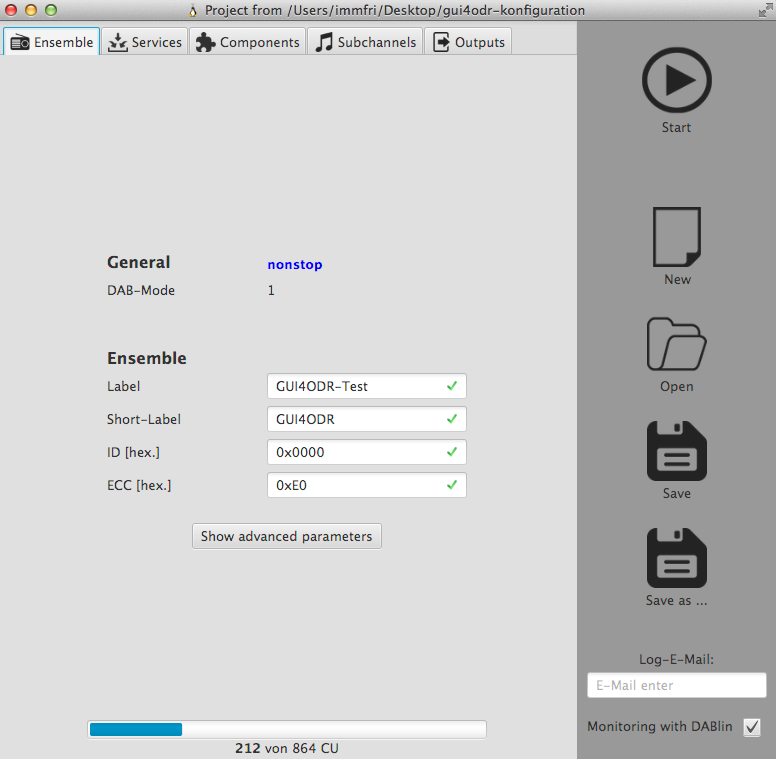 Project from /Users/immfri/Desktop/gui4odr-konfiguration
Ensemble Services Components Subchannels Outputs
Start
New
Open
Save
Save as ...
Log-E-Mail:
E-Mail enter
Monitoring with DABlin
General nonstop
DAB-Mode 1
Ensemble
Label GUI4ODR-Test
Short-Label GUI4ODR
ID [hex.] 0x0000
ECC [hex.] 0xE0
Show advanced parameters
212 von 864 CU